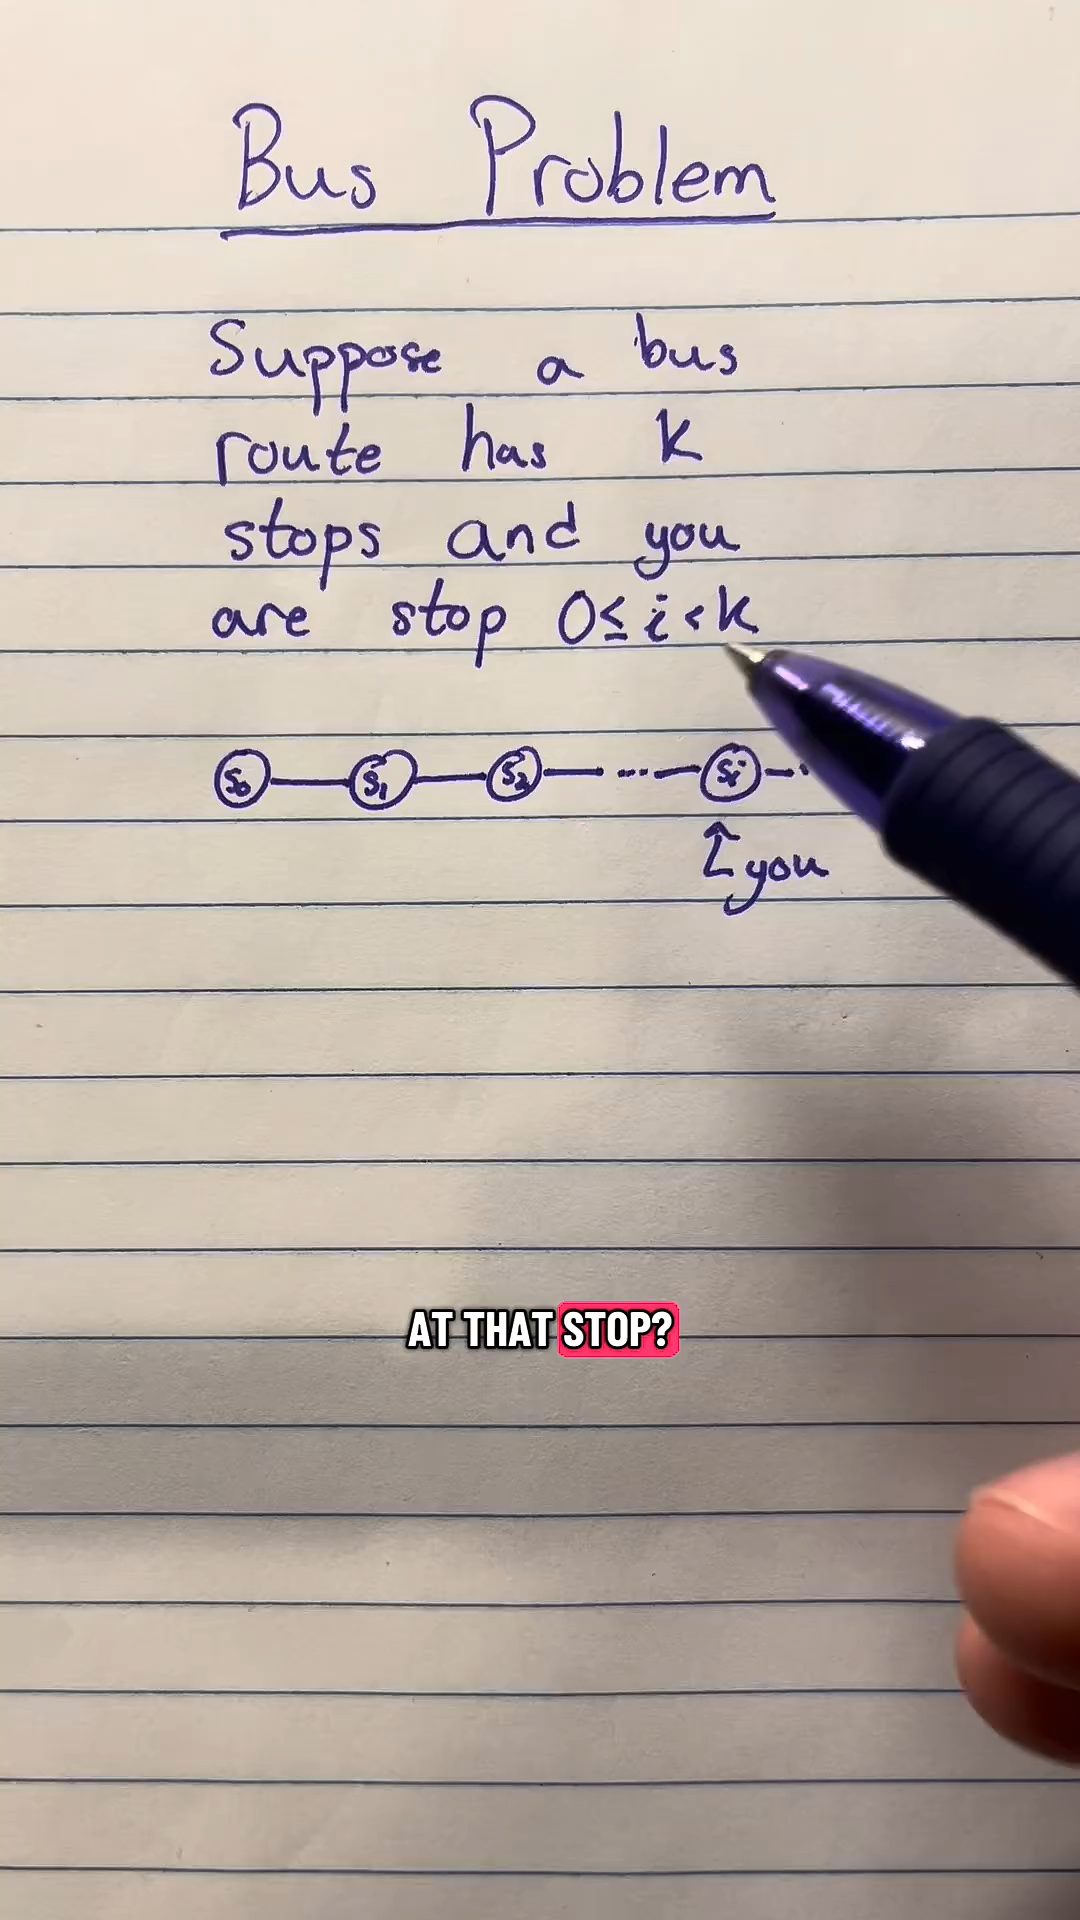 Bus Problem
Suppose a bus
route has k
stops and you
are stop 0≤i<k
S0 S1 S2 ... Si ...
↑you
AT THAT STOP?